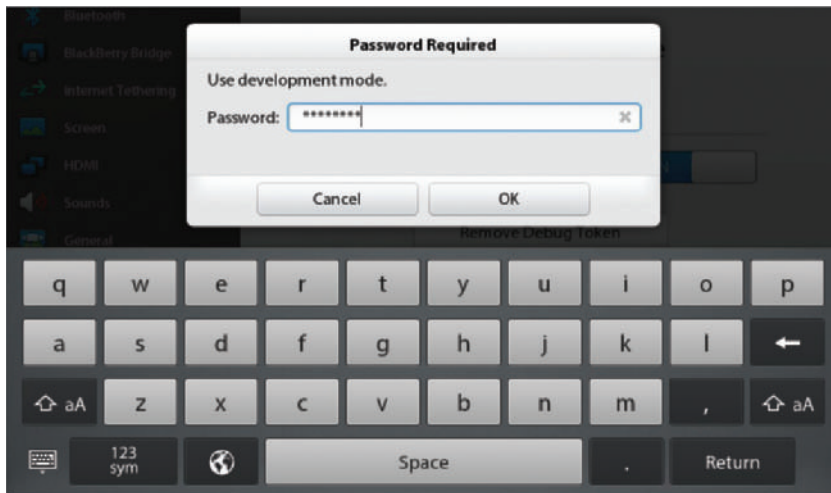 Bluetooth
BlackBerry Bridge
internet Tethering
Screen
HDMI
Sounds
General
Password Required
Use development mode.
Password: ********
Cancel OK
Remove Debug Token
q w e r t y u i o p
a s d f g h j k l
aA z x c v b n m , aA
123
sym
Space . Return